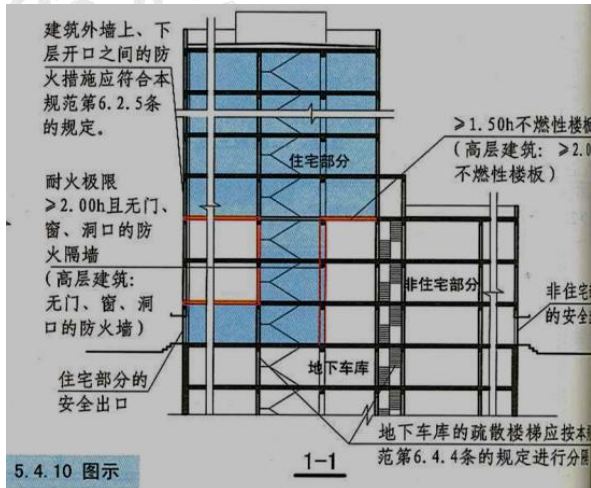 建筑外墙上、下
层开口之间的防
火措施应符合本
规范第6.2.5条
的规定。
≥1.50h不燃性楼板
(高层建筑: ≥2.0
不燃性楼板)
住宅部分
耐火极限
≥2.00h且无门、
窗、洞口的防
火隔墙
(高层建筑:
无门、窗、洞
口的防火墙)
非住宅部分
非住宅
的安全
地下车库
住宅部分的
安全出口
地下车库的疏散楼梯应按本
范第6.4.4条的规定进行分隔
5.4.10 图示
1-1